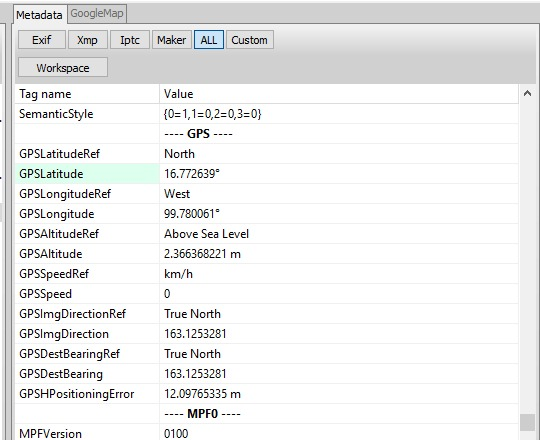 Metadata GoogleMap
Exif Xmp Iptc Maker ALL Custom
Workspace
Tag name Value
SemanticStyle {0=1,1=0,2=0,3=0}
---- GPS ----
GPSLatitudeRef North
GPSLatitude 16.772639°
GPSLongitudeRef West
GPSLongitude 99.780061°
GPSAltitudeRef Above Sea Level
GPSAltitude 2.366368221 m
GPSSpeedRef km/h
GPSSpeed 0
GPSImgDirectionRef True North
GPSImgDirection 163.1253281
GPSDestBearingRef True North
GPSDestBearing 163.1253281
GPSHPositioningError 12.09765335 m
---- MPF0 ----
MPFVersion 0100